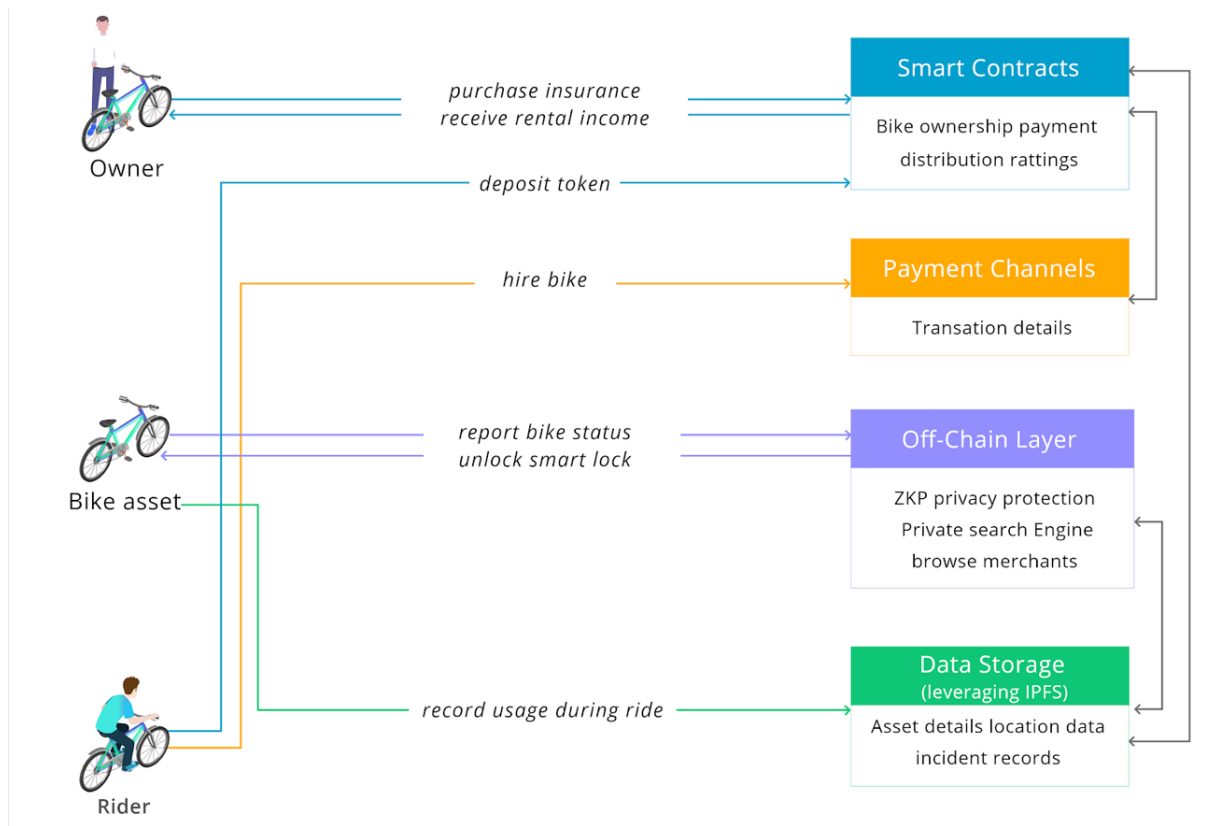 Smart Contracts
purchase insurance
receive rental income
Bike ownership payment
distribution rattings
Owner
deposit token
Payment Channels
hire bike
Transation details
report bike status
unlock smart lock
Off-Chain Layer
ZKP privacy protection
Private search Engine
browse merchants
Bike asset
Data Storage
(leveraging IPFS)
record usage during ride
Asset details location data
incident records
Rider